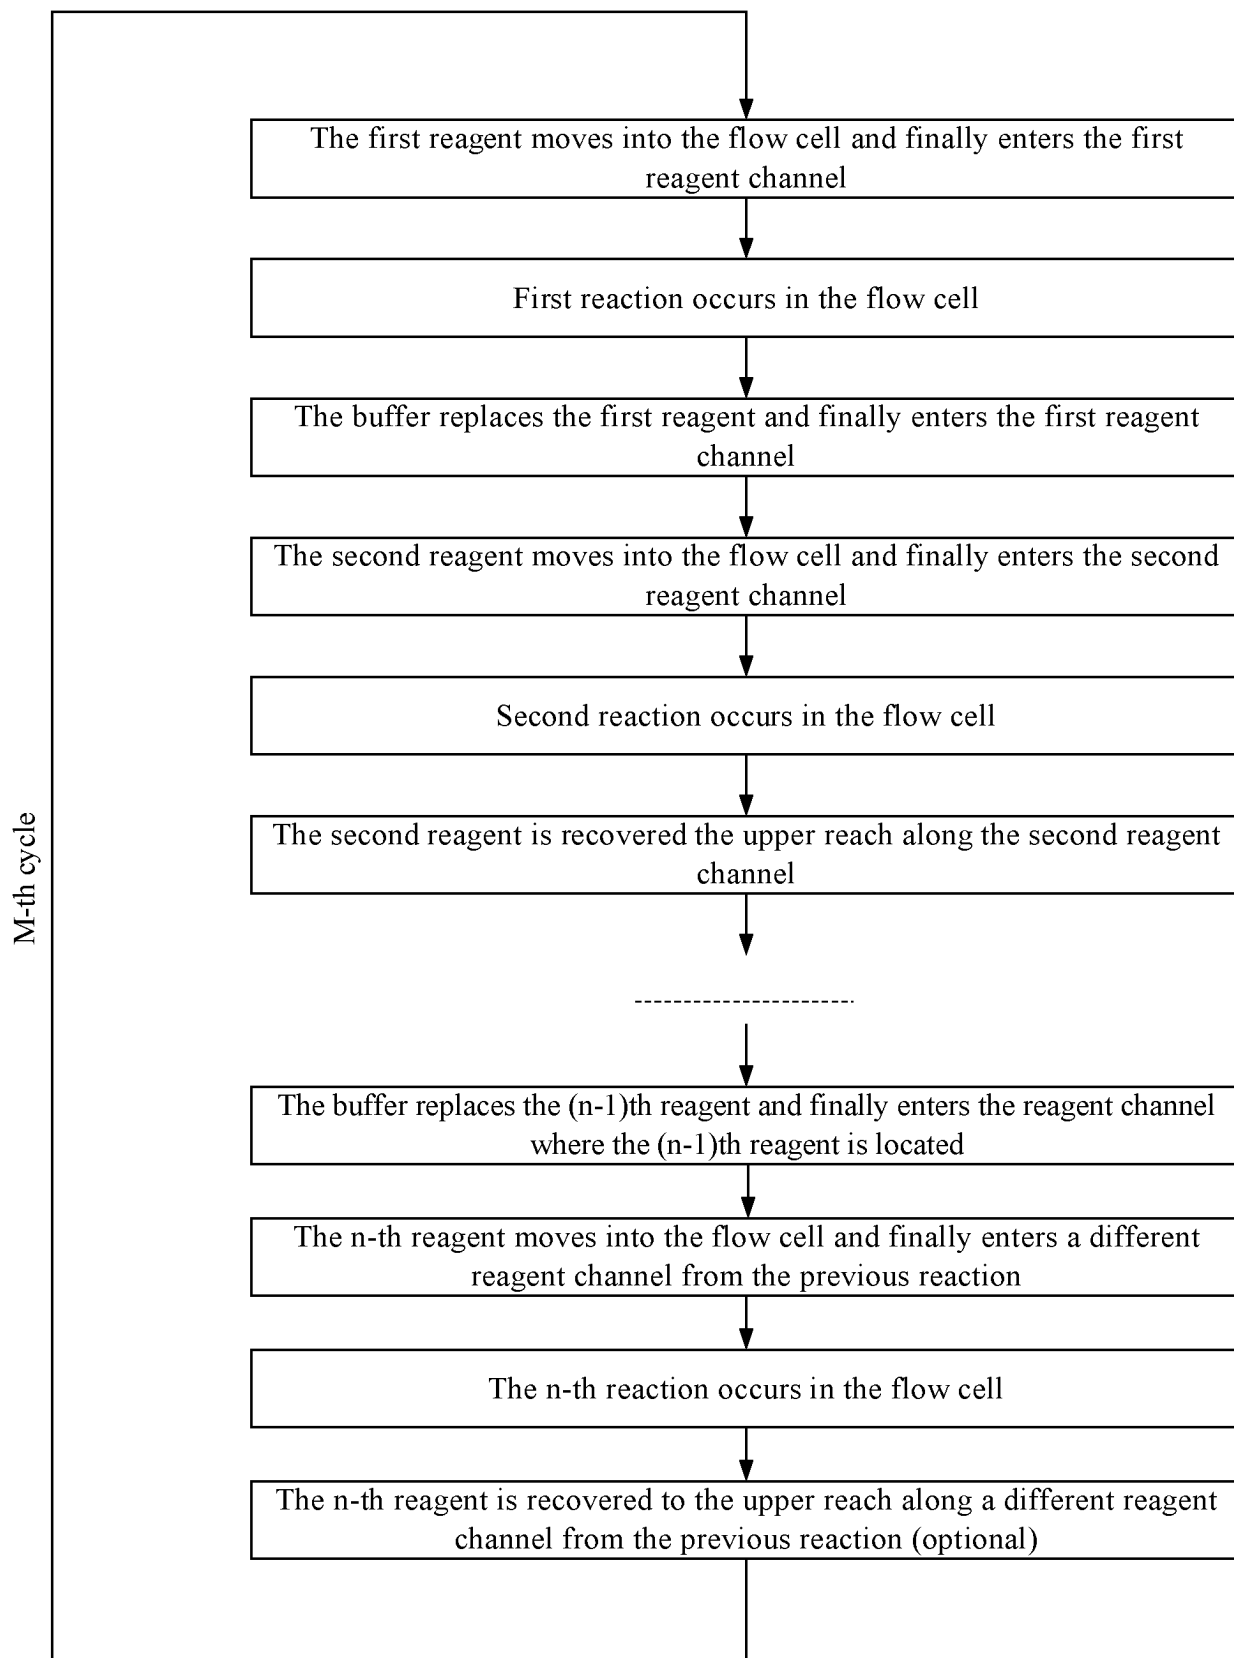 The first reagent moves into the flow cell and finally enters the first
reagent channel
First reaction occurs in the flow cell
The buffer replaces the first reagent and finally enters the first reagent
channel
The second reagent moves into the flow cell and finally enters the second
reagent channel
Second reaction occurs in the flow cell
The second reagent is recovered the upper reach along the second reagent
channel
M-th cycle
The buffer replaces the (n-1)th reagent and finally enters the reagent channel
where the (n-1)th reagent is located
The n-th reagent moves into the flow cell and finally enters a different
reagent channel from the previous reaction
The n-th reaction occurs in the flow cell
The n-th reagent is recovered to the upper reach along a different reagent
channel from the previous reaction (optional)